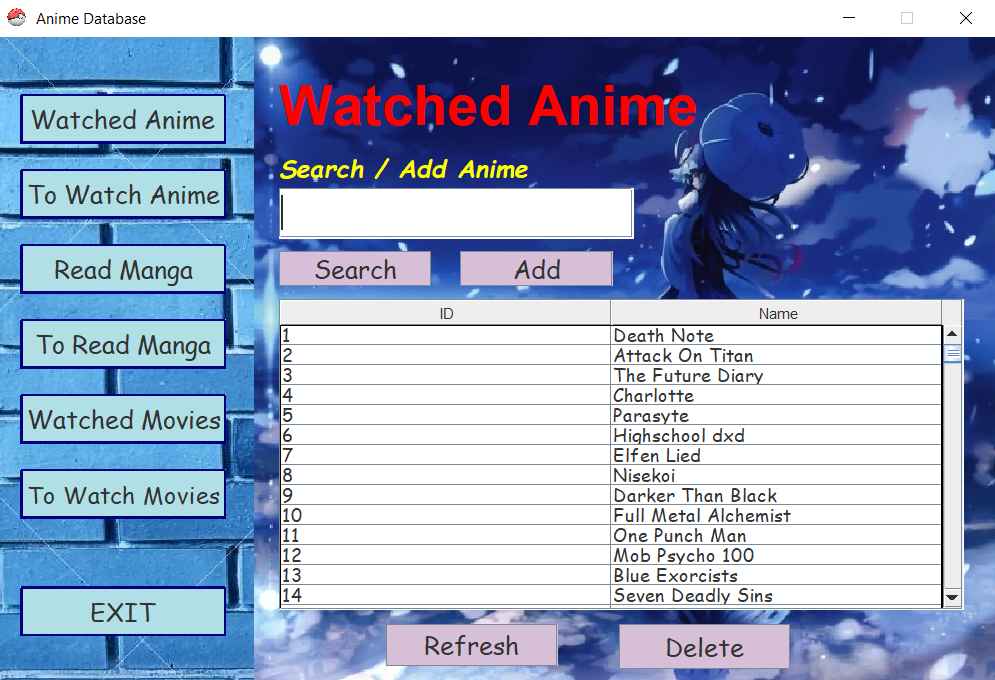 Anime Database
Watched Anime
To Watch Anime
Read Manga
To Read Manga
Watched Movies
To Watch Movies
EXIT
Watched Anime
Search / Add Anime
Search Add
ID Name
1 Death Note
2 Attack On Titan
3 The Future Diary
4 Charlotte
5 Parasyte
6 Highschool dxd
7 Elfen Lied
8 Nisekoi
9 Darker Than Black
10 Full Metal Alchemist
11 One Punch Man
12 Mob Psycho 100
13 Blue Exorcists
14 Seven Deadly Sins
Refresh Delete